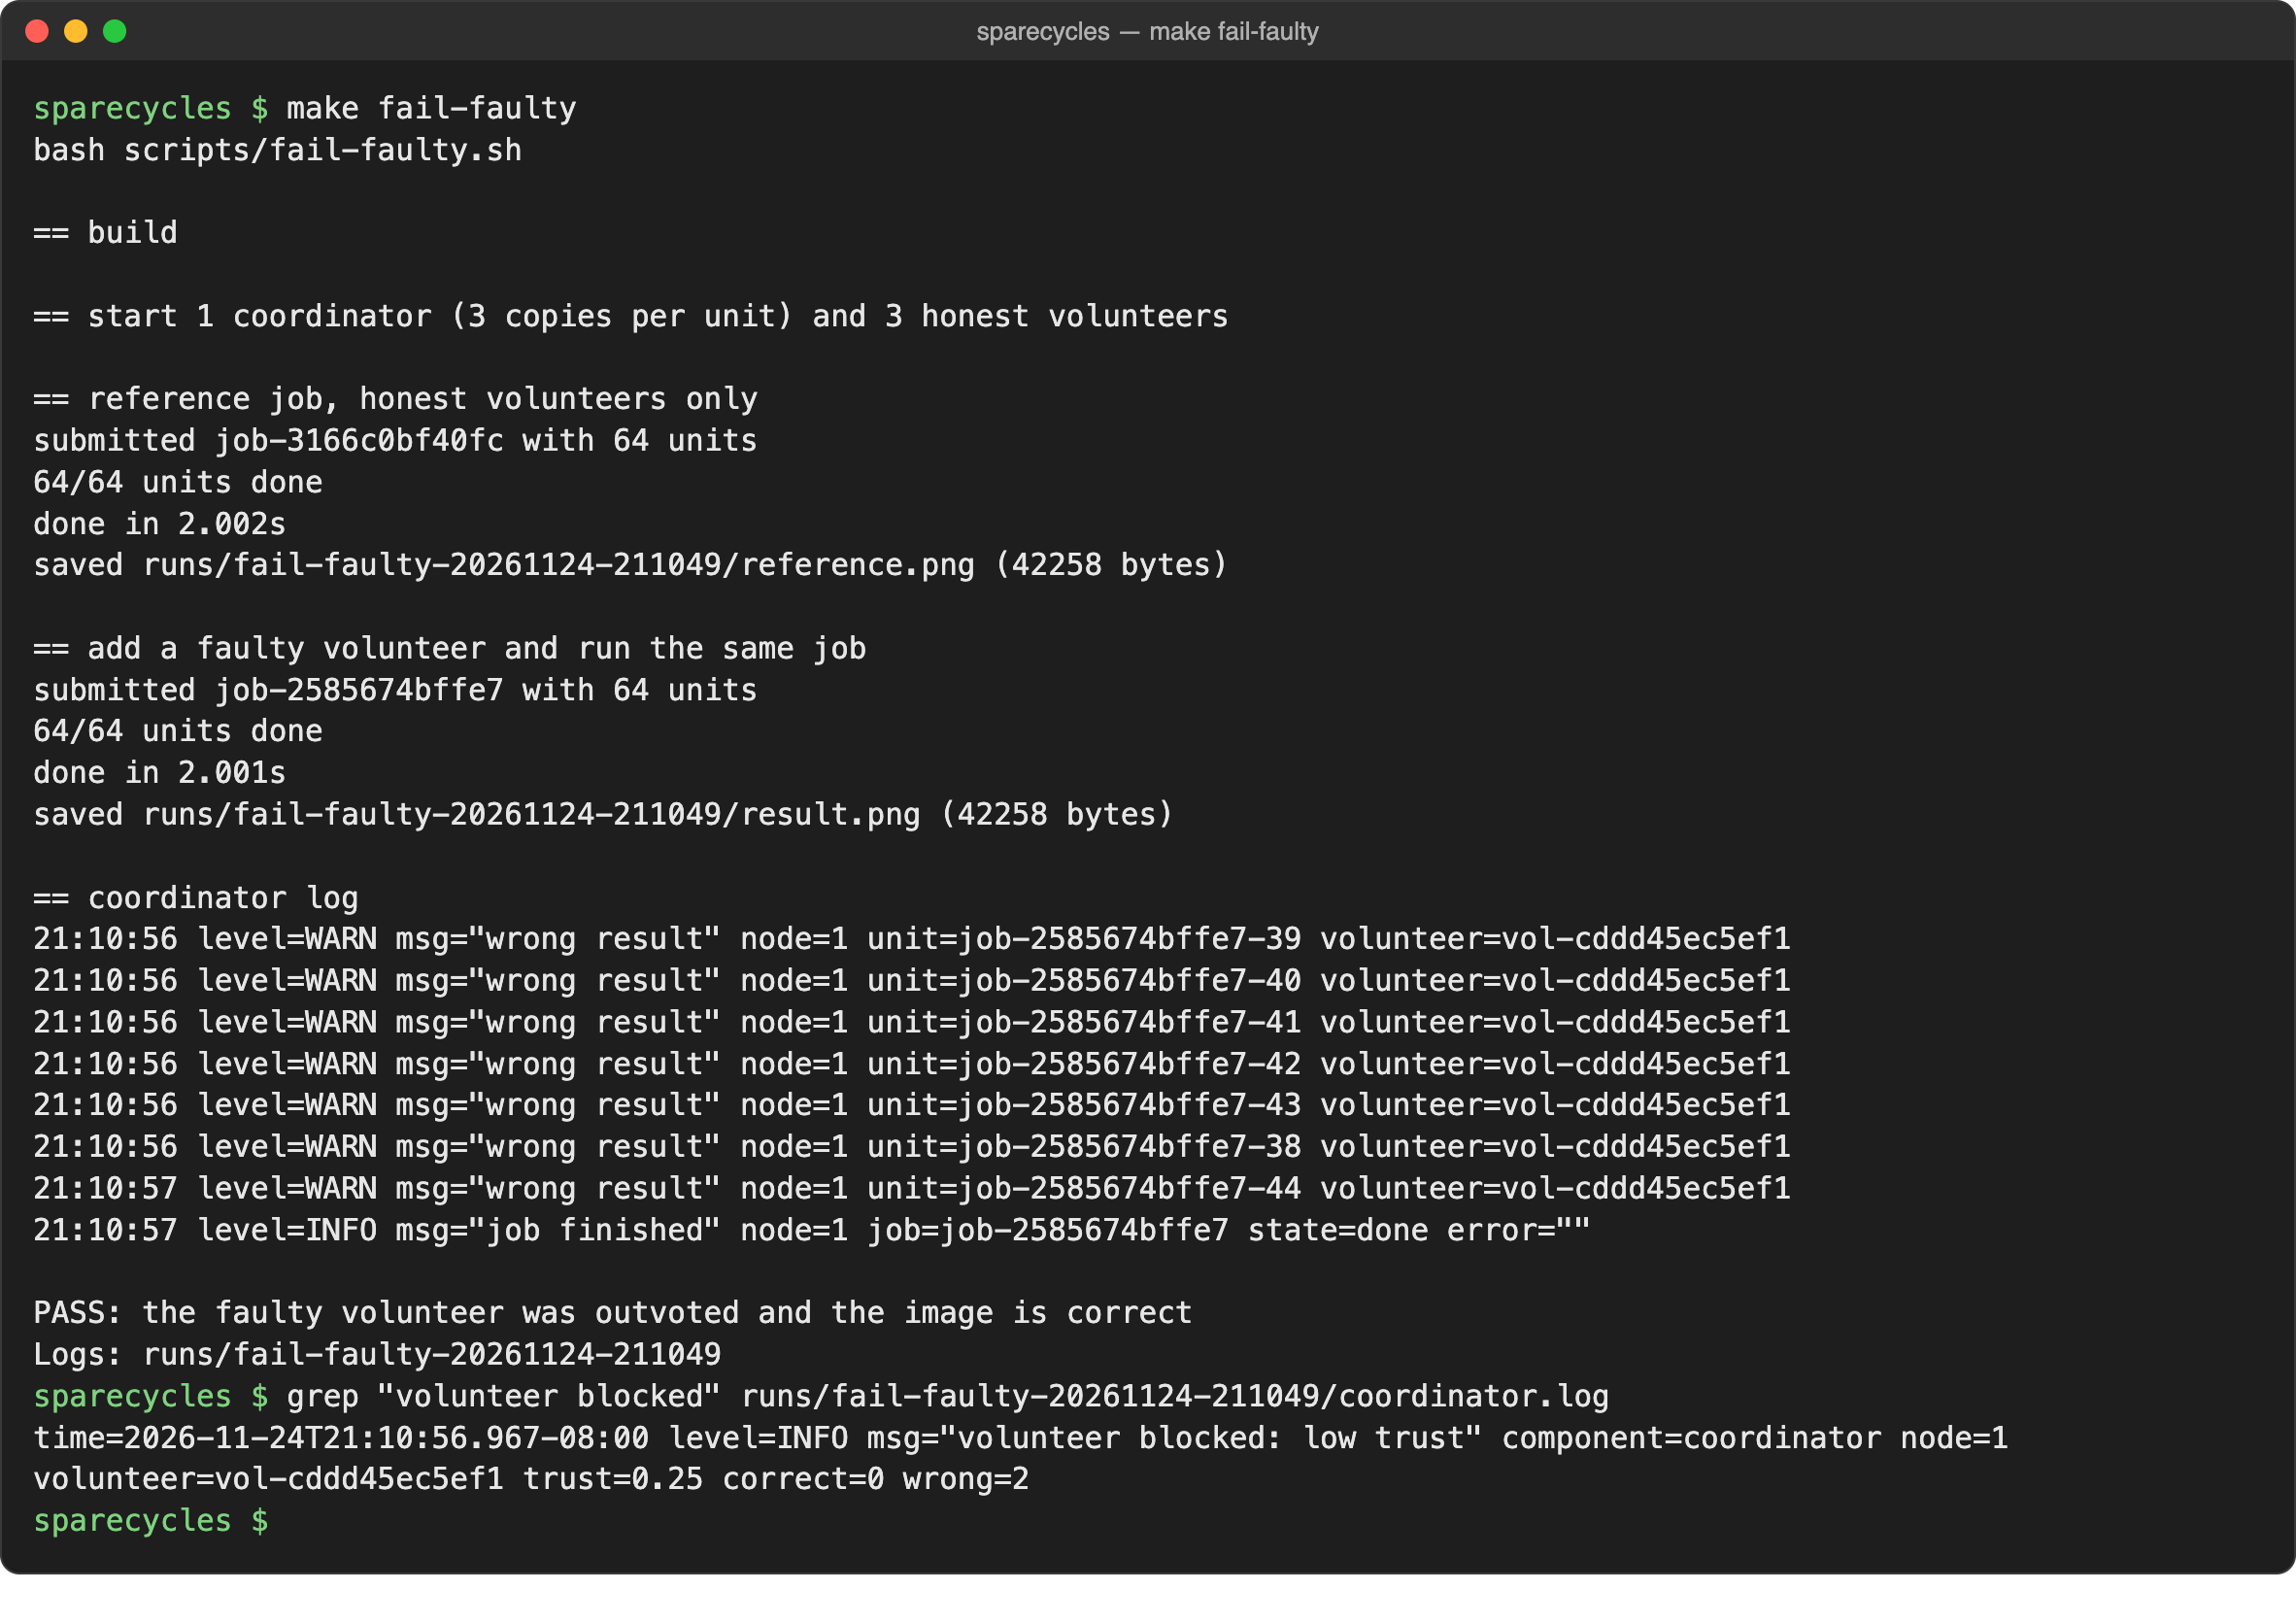 sparecycles — make fail-faulty
sparecycles $ make fail-faulty
bash scripts/fail-faulty.sh
== build
== start 1 coordinator (3 copies per unit) and 3 honest volunteers
== reference job, honest volunteers only
submitted job-3166c0bf40fc with 64 units
64/64 units done
done in 2.002s
saved runs/fail-faulty-20261124-211049/reference.png (42258 bytes)
== add a faulty volunteer and run the same job
submitted job-2585674bffe7 with 64 units
64/64 units done
done in 2.001s
saved runs/fail-faulty-20261124-211049/result.png (42258 bytes)
== coordinator log
21:10:56 level=WARN msg="wrong result" node=1 unit=job-2585674bffe7-39 volunteer=vol-cddd45ec5ef1
21:10:56 level=WARN msg="wrong result" node=1 unit=job-2585674bffe7-40 volunteer=vol-cddd45ec5ef1
21:10:56 level=WARN msg="wrong result" node=1 unit=job-2585674bffe7-41 volunteer=vol-cddd45ec5ef1
21:10:56 level=WARN msg="wrong result" node=1 unit=job-2585674bffe7-42 volunteer=vol-cddd45ec5ef1
21:10:56 level=WARN msg="wrong result" node=1 unit=job-2585674bffe7-43 volunteer=vol-cddd45ec5ef1
21:10:56 level=WARN msg="wrong result" node=1 unit=job-2585674bffe7-38 volunteer=vol-cddd45ec5ef1
21:10:57 level=WARN msg="wrong result" node=1 unit=job-2585674bffe7-44 volunteer=vol-cddd45ec5ef1
21:10:57 level=INFO msg="job finished" node=1 job=job-2585674bffe7 state=done error=""
PASS: the faulty volunteer was outvoted and the image is correct
Logs: runs/fail-faulty-20261124-211049
sparecycles $ grep "volunteer blocked" runs/fail-faulty-20261124-211049/coordinator.log
time=2026-11-24T21:10:56.967-08:00 level=INFO msg="volunteer blocked: low trust" component=coordinator node=1
volunteer=vol-cddd45ec5ef1 trust=0.25 correct=0 wrong=2
sparecycles $